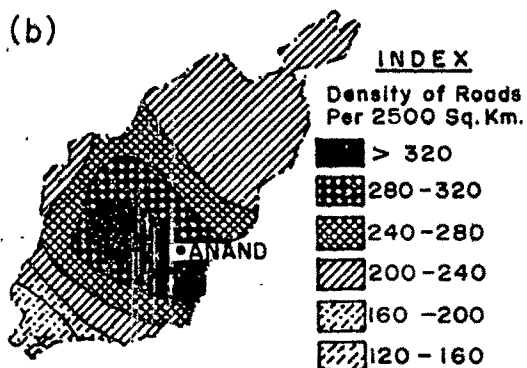 (b)
INDEX
Density of Roads
Per 2500 Sq. Km.
> 320
280-320
240-280
200-240
160-200
120-160
ANAND